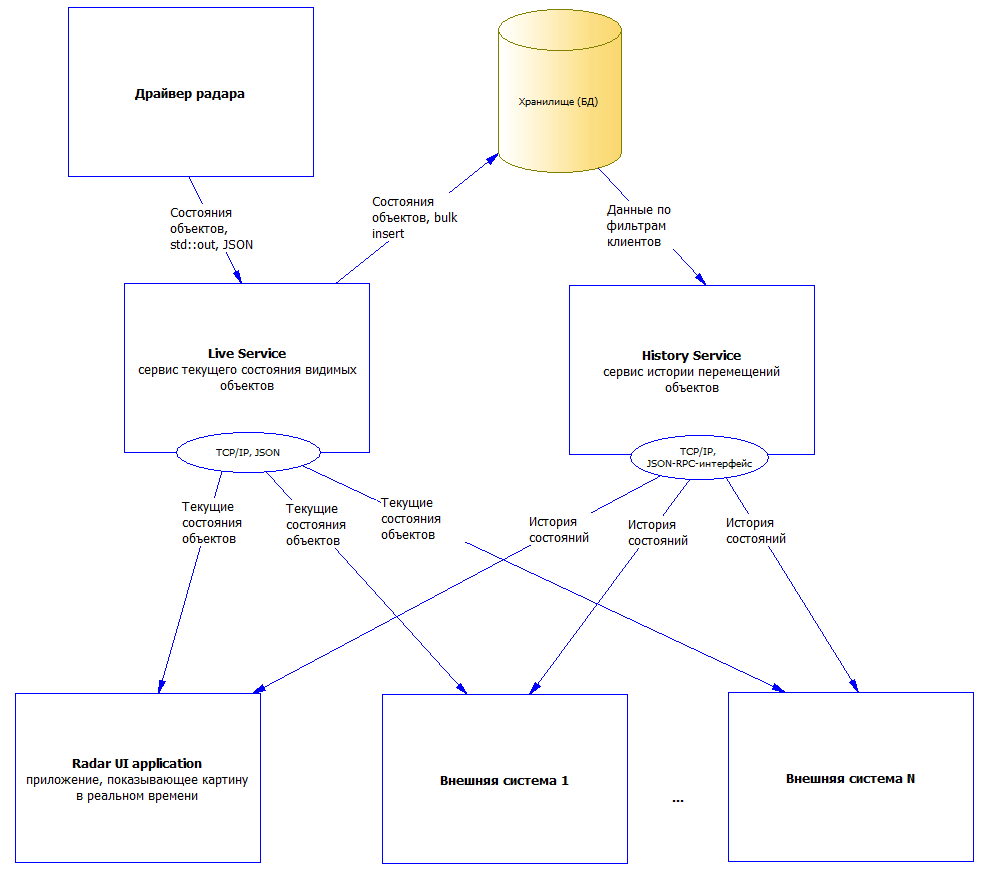 Драйвер радара
Хранилище (БД)
Состояния
объектов,
std::out, JSON
Состояния
объектов, bulk
insert
Данные по
фильтрам
клиентов
Live Service
сервис текущего состояния видимых
объектов
TCP/IP, JSON
History Service
сервис истории перемещений
объектов
TCP/IP,
JSON-RPC-интерфейс
Текущие
состояния
объектов
Текущие
состояния
объектов
Текущие
состояния
объектов
История
состояний
История
состояний
История
состояний
Radar UI application
приложение, показывающее картину
в реальном времени
Внешняя система 1
...
Внешняя система N